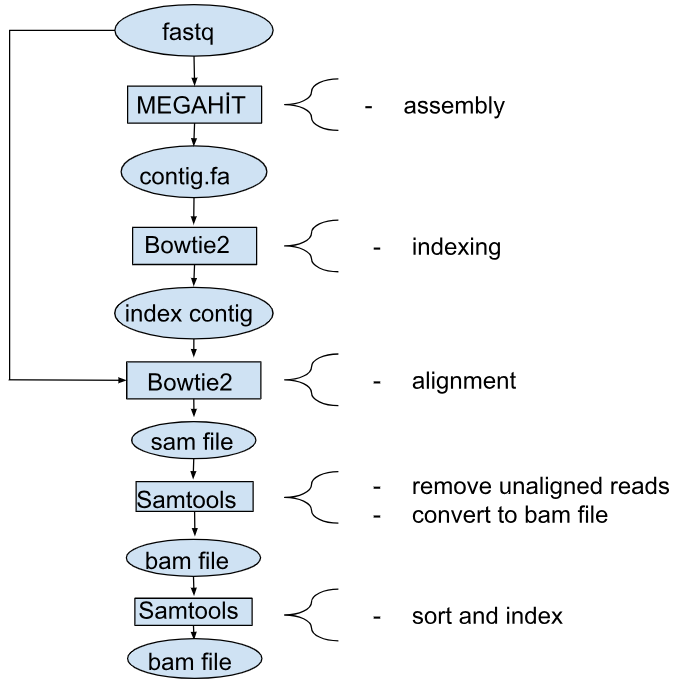 fastq
MEGAHİT
- assembly
contig.fa
Bowtie2
- indexing
index contig
Bowtie2
- alignment
sam file
Samtools
- remove unaligned reads
- convert to bam file
bam file
Samtools
- sort and index
bam file